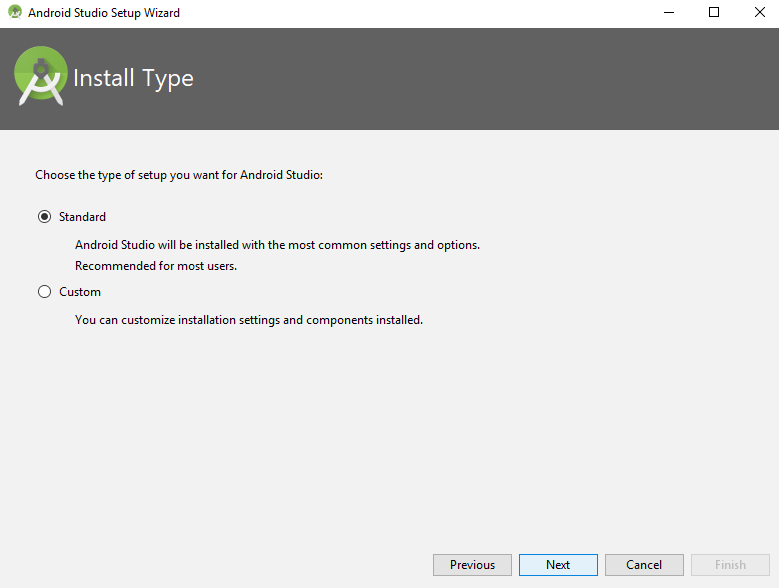 Android Studio Setup Wizard
Install Type
Choose the type of setup you want for Android Studio:
Standard
Android Studio will be installed with the most common settings and options.
Recommended for most users.
Custom
You can customize installation settings and components installed.
Previous Next Cancel Finish